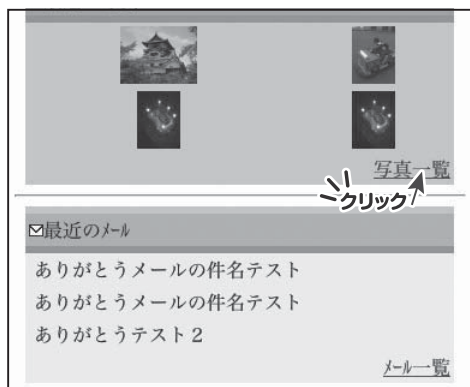 写真一覧
クリック
最近のメール
ありがとうメールの件名テスト
ありがとうメールの件名テスト
ありがとうテスト2
メール一覧